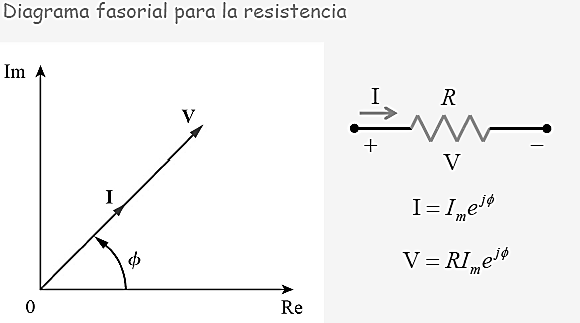 Diagrama fasorial para la resistencia
Im
V
I
ϕ
0
Re
I
R
+
V
−
I = I_m e^{jϕ}
V = RI_m e^{jϕ}